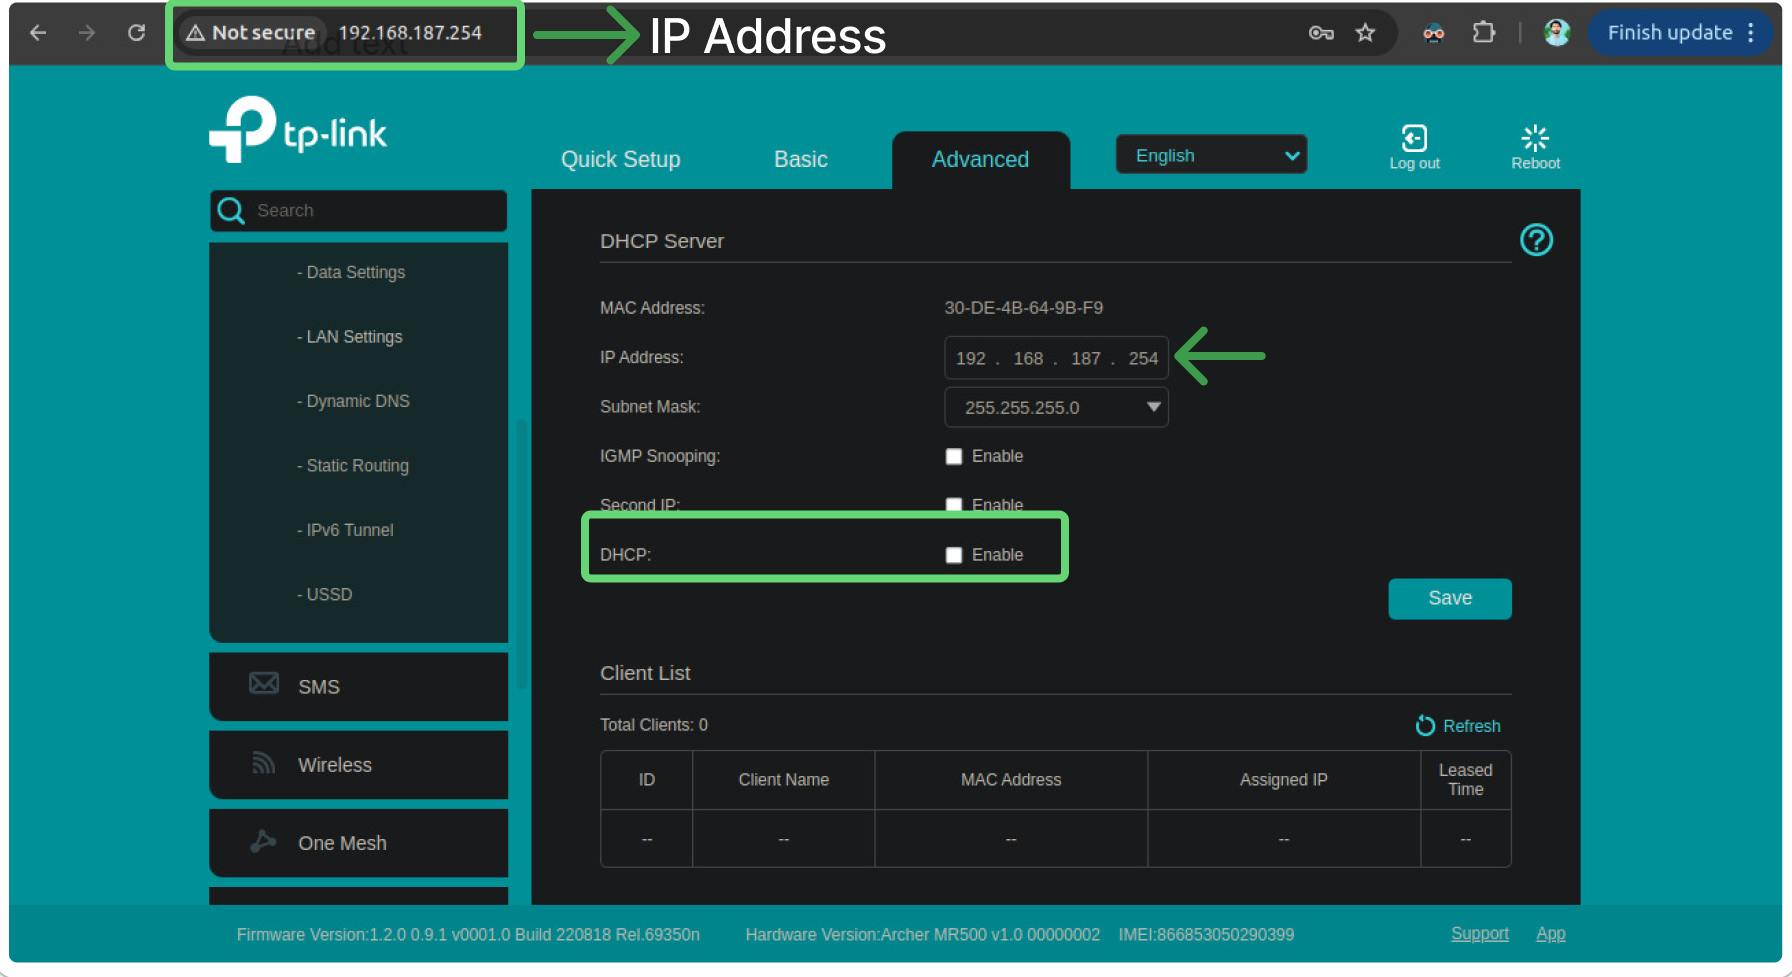 Not secure 192.168.187.254 IP Address Finish update
Add text
tp-link
Quick Setup Basic Advanced English Log out Reboot
Search
- Data Settings
- LAN Settings
- Dynamic DNS
- Static Routing
- IPv6 Tunnel
- USSD
SMS
Wireless
One Mesh
DHCP Server
MAC Address: 30-DE-4B-64-9B-F9
IP Address: 192 . 168 . 187 . 254
Subnet Mask: 255.255.255.0
IGMP Snooping: Enable
Second IP: Enable
DHCP: Enable
Save
Client List
Total Clients: 0 Refresh
ID Client Name MAC Address Assigned IP Leased Time
-- -- -- -- --
Firmware Version:1.2.0 0.9.1 v0001.0 Build 220818 Rel.69350n Hardware Version:Archer MR500 v1.0 00000002 IMEI:866853050290399 Support App